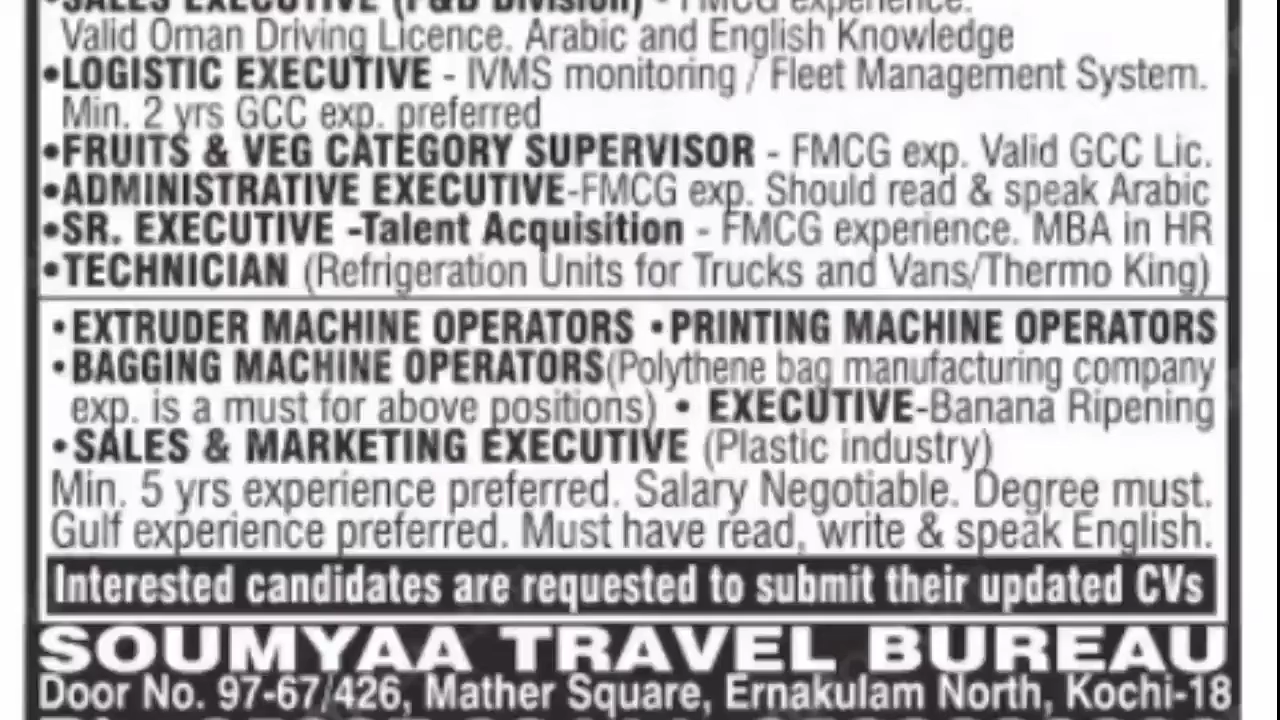 •SALES EXECUTIVE (F&B Division) - FMCG experience.
Valid Oman Driving Licence. Arabic and English Knowledge
•LOGISTIC EXECUTIVE - IVMS monitoring / Fleet Management System.
Min. 2 yrs GCC exp. preferred
•FRUITS & VEG CATEGORY SUPERVISOR - FMCG exp. Valid GCC Lic.
•ADMINISTRATIVE EXECUTIVE-FMCG exp. Should read & speak Arabic
•SR. EXECUTIVE -Talent Acquisition - FMCG experience. MBA in HR
•TECHNICIAN (Refrigeration Units for Trucks and Vans/Thermo King)
•EXTRUDER MACHINE OPERATORS •PRINTING MACHINE OPERATORS
•BAGGING MACHINE OPERATORS(Polythene bag manufacturing company
exp. is a must for above positions) • EXECUTIVE-Banana Ripening
•SALES & MARKETING EXECUTIVE (Plastic industry)
Min. 5 yrs experience preferred. Salary Negotiable. Degree must.
Gulf experience preferred. Must have read, write & speak English.
Interested candidates are requested to submit their updated CVs
SOUMYAA TRAVEL BUREAU
Door No. 97-67/426, Mather Square, Ernakulam North, Kochi-18